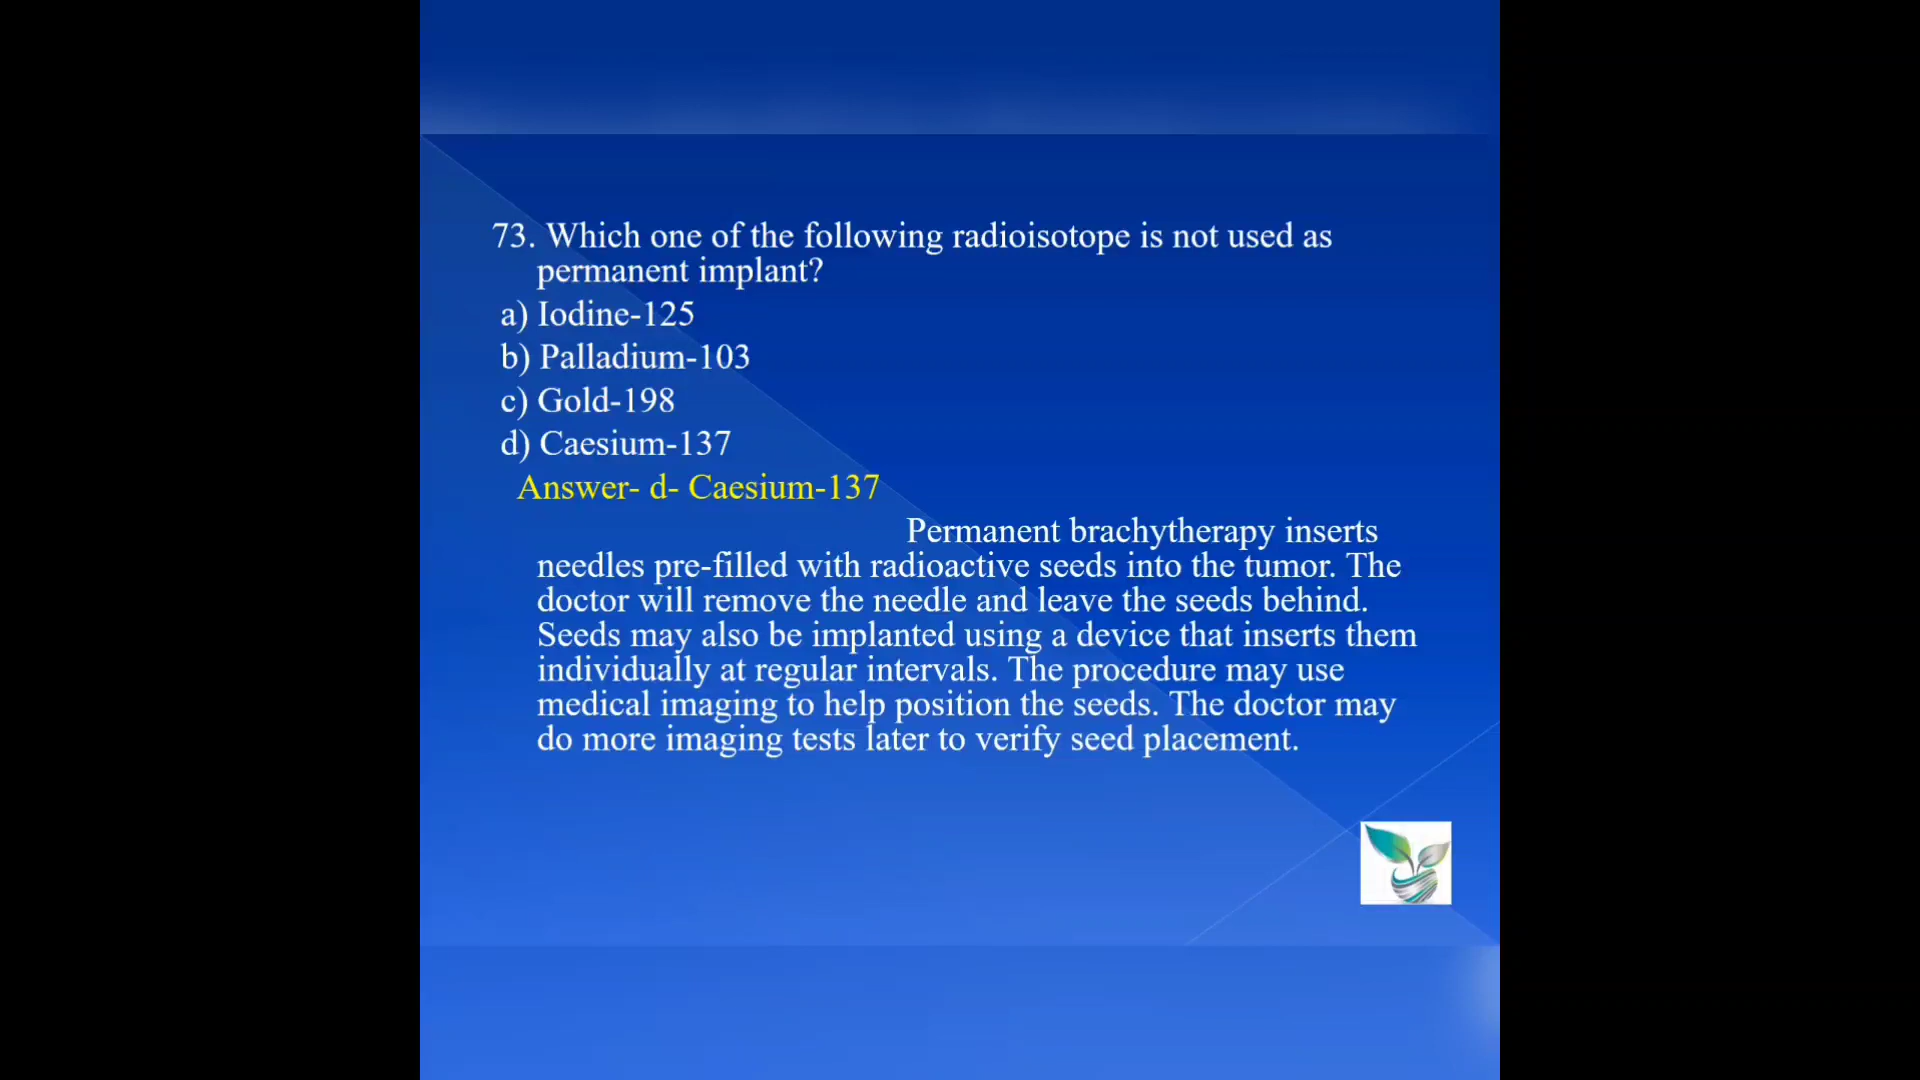 73. Which one of the following radioisotope is not used as
permanent implant?
a) Iodine-125
b) Palladium-103
c) Gold-198
d) Caesium-137
Answer- d- Caesium-137
Permanent brachytherapy inserts
needles pre-filled with radioactive seeds into the tumor. The
doctor will remove the needle and leave the seeds behind.
Seeds may also be implanted using a device that inserts them
individually at regular intervals. The procedure may use
medical imaging to help position the seeds. The doctor may
do more imaging tests later to verify seed placement.